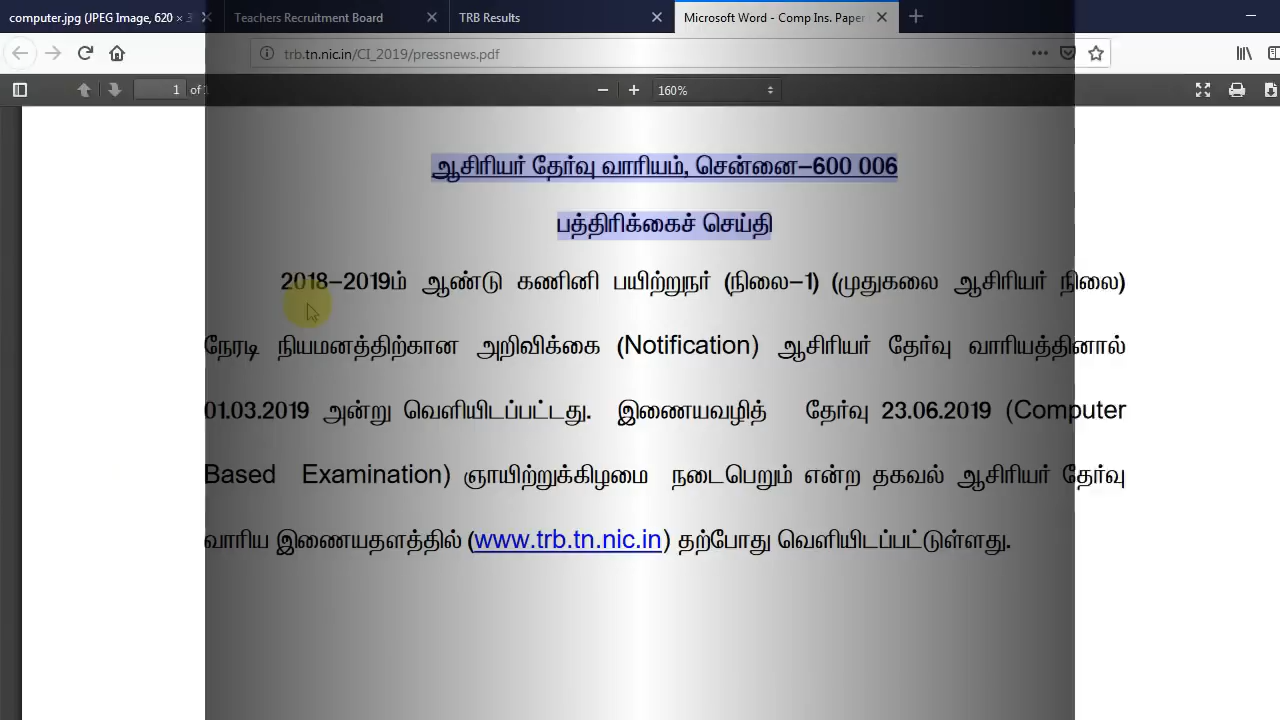 computer.jpg (JPEG Image, 620 × 3
Teachers Recruitment Board
TRB Results
Microsoft Word - Comp Ins. Paper
trb.tn.nic.in/CI_2019/pressnews.pdf
1 of 1
160%
ஆசிரியர் தேர்வு வாரியம், சென்னை–600 006
பத்திரிக்கைச் செய்தி
2018–2019ம் ஆண்டு கணினி பயிற்றுநர் (நிலை–1) (முதுகலை ஆசிரியர் நிலை)
நேரடி நியமனத்திற்கான அறிவிக்கை (Notification) ஆசிரியர் தேர்வு வாரியத்தினால்
01.03.2019 அன்று வெளியிடப்பட்டது. இணையவழித் தேர்வு 23.06.2019 (Computer
Based Examination) ஞாயிற்றுக்கிழமை நடைபெறும் என்ற தகவல் ஆசிரியர் தேர்வு
வாரிய இணையதளத்தில் (www.trb.tn.nic.in) தற்போது வெளியிடப்பட்டுள்ளது.